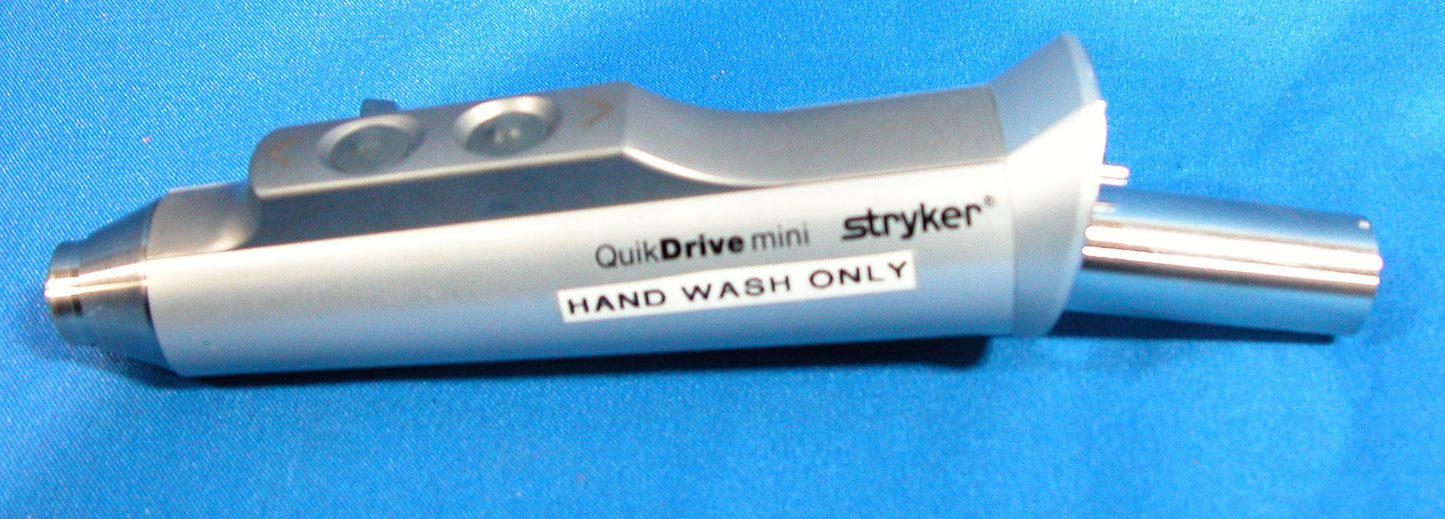 QuikDrive mini stryker®
HAND WASH ONLY